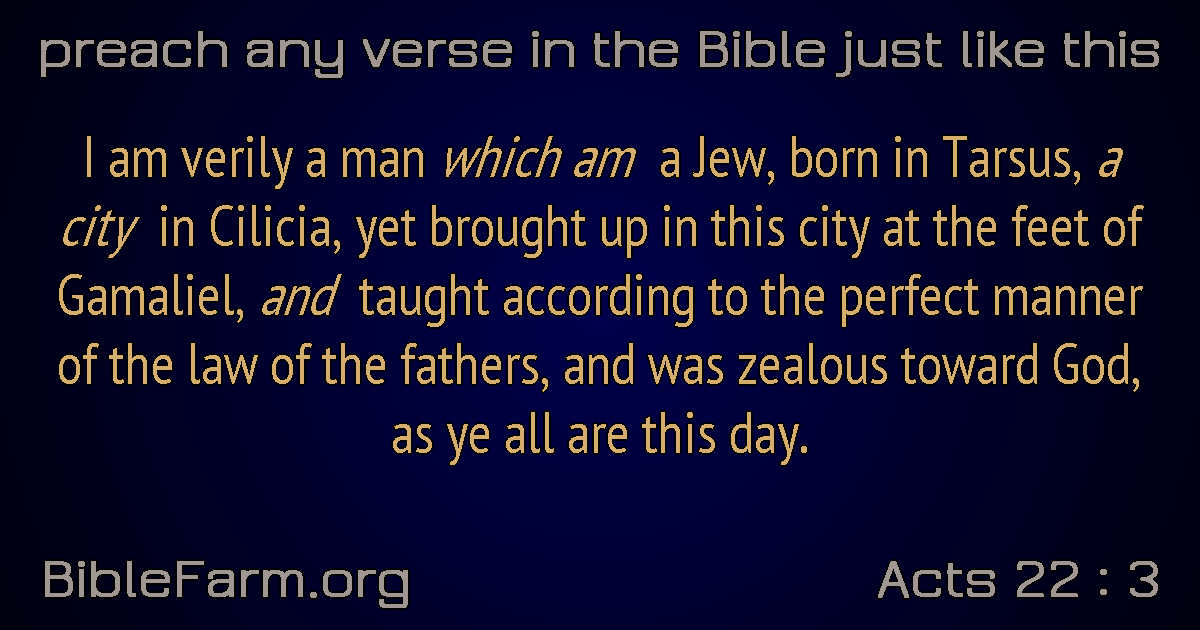 preach any verse in the Bible just like this
I am verily a man which am a Jew, born in Tarsus, a
city in Cilicia, yet brought up in this city at the feet of
Gamaliel, and taught according to the perfect manner
of the law of the fathers, and was zealous toward God,
as ye all are this day.
BibleFarm.org
Acts 22 : 3